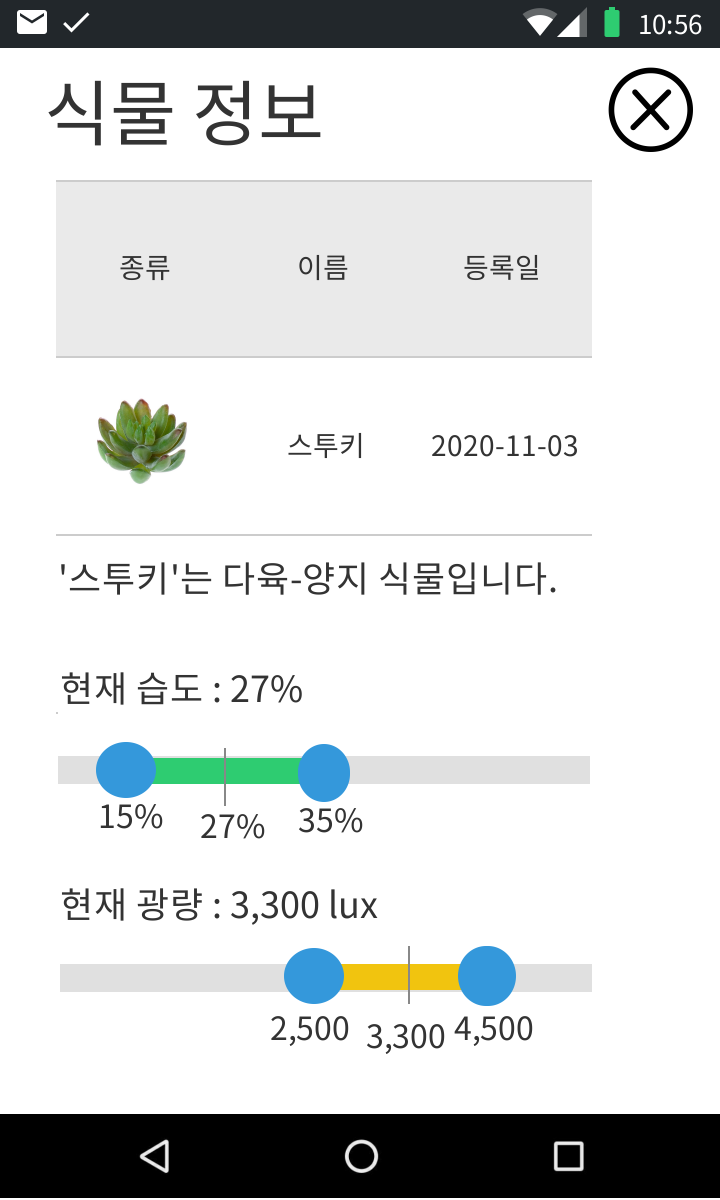 10:56
식물 정보
종류 이름 등록일
스투키 2020-11-03
'스투키'는 다육-양지 식물입니다.
현재 습도 : 27%
15% 27% 35%
현재 광량 : 3,300 lux
2,500 3,300 4,500